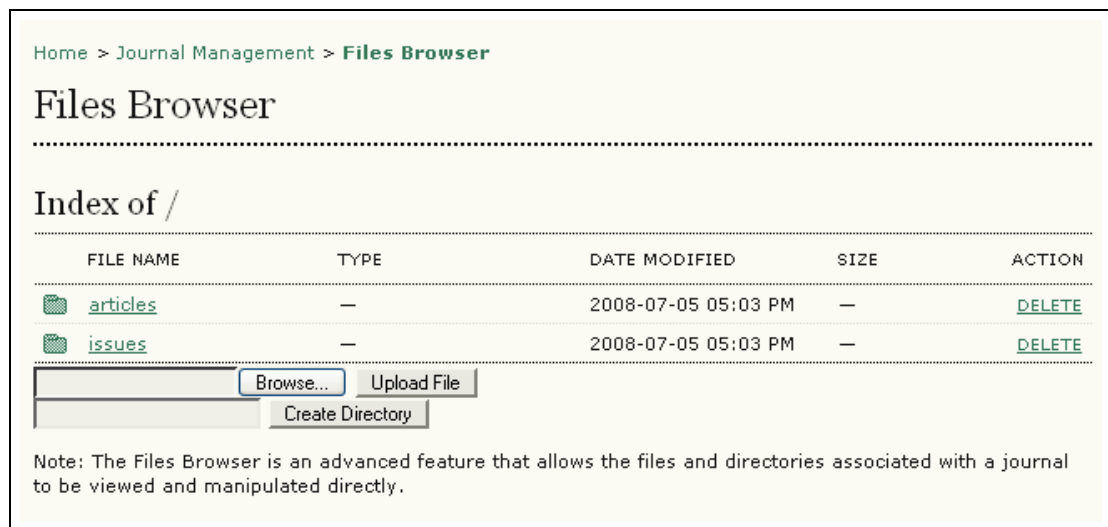 Home > Journal Management > Files Browser
Files Browser
Index of /
FILE NAME TYPE DATE MODIFIED SIZE ACTION
articles — 2008-07-05 05:03 PM — DELETE
issues — 2008-07-05 05:03 PM — DELETE
Browse... Upload File
Create Directory
Note: The Files Browser is an advanced feature that allows the files and directories associated with a journal
to be viewed and manipulated directly.